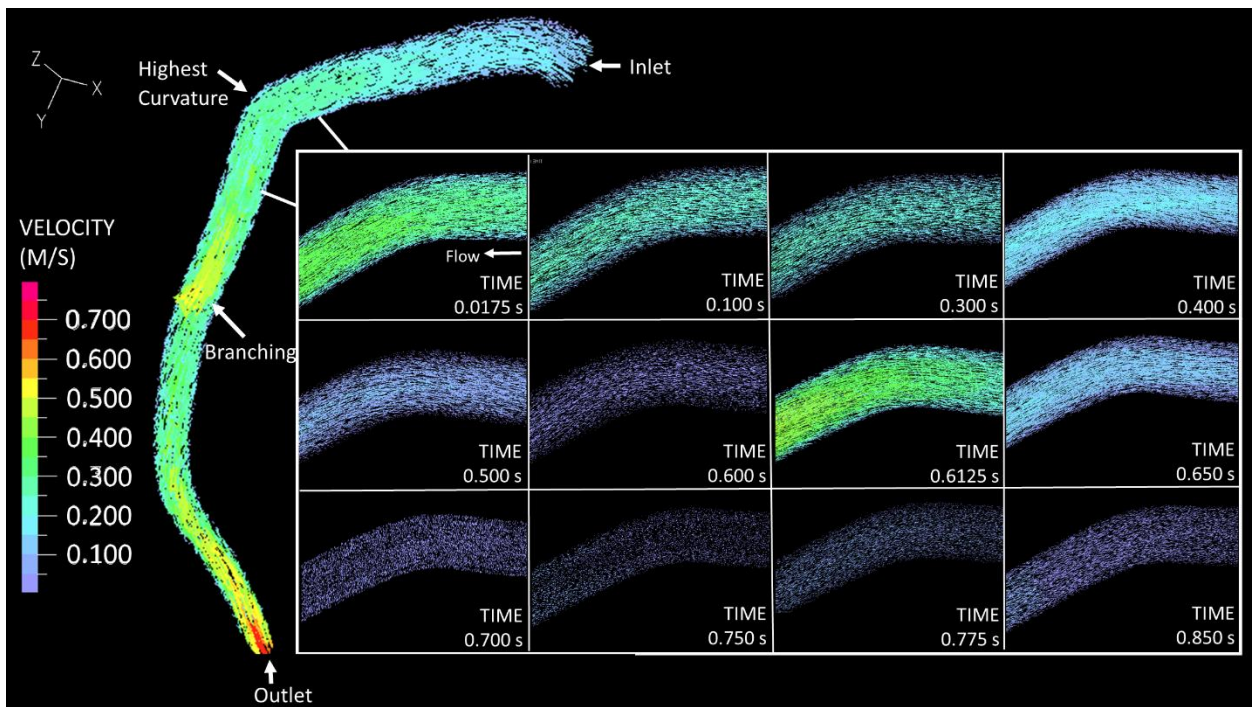 Z
X
Y
Highest
Curvature
Inlet
VELOCITY
(M/S)
0.700
0.600
0.500
0.400
0.300
0.200
0.100
Branching
Outlet
Flow
TIME
0.0175 s
TIME
0.100 s
TIME
0.300 s
TIME
0.400 s
TIME
0.500 s
TIME
0.600 s
TIME
0.6125 s
TIME
0.650 s
TIME
0.700 s
TIME
0.750 s
TIME
0.775 s
TIME
0.850 s